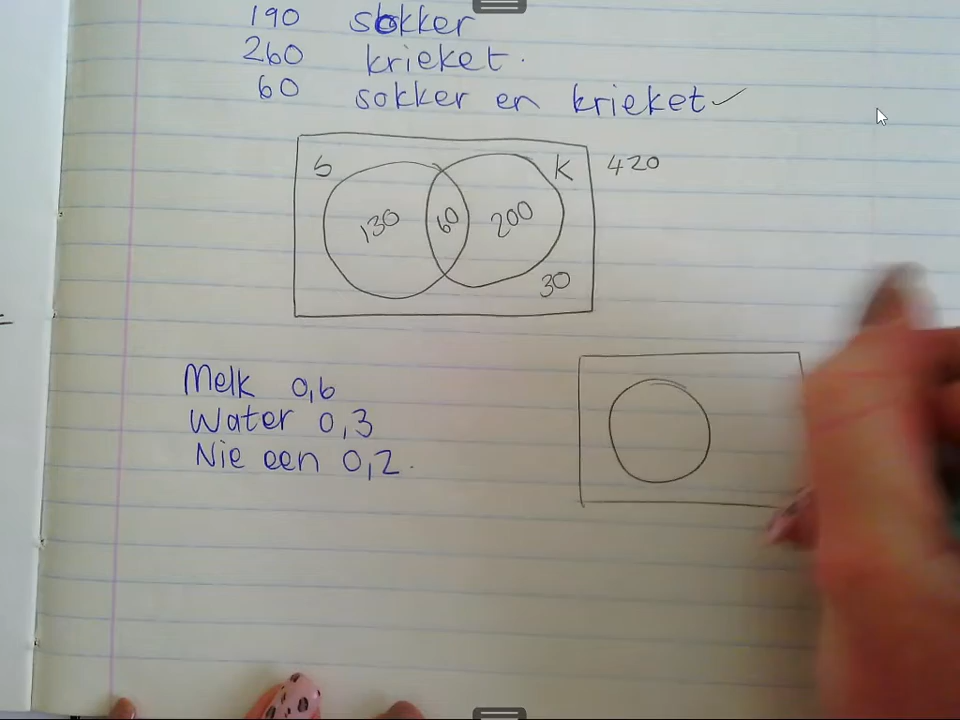 190 sokker
260 krieket.
60 sokker en krieket ✓
S K 420
130 60 200
30
Melk 0,6
Water 0,3
Nie een 0,2.